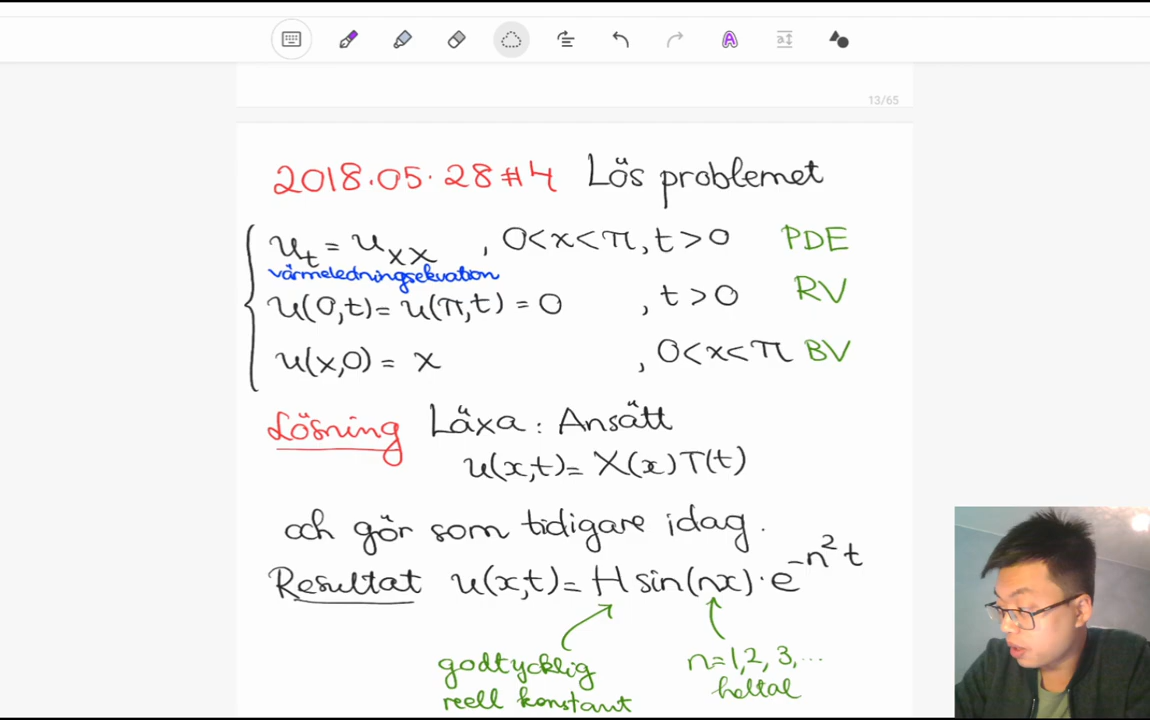 13/65
2018.05.28 #4 Lös problemet
u_t = u_xx , 0<x<π, t>0 PDE
värmeledningsekvation
u(0,t) = u(π,t) = 0 , t>0 RV
u(x,0) = x , 0<x<π BV
Lösning Läxa : Ansätt
u(x,t) = X(x)T(t)
och gör som tidigare idag.
Resultat u(x,t) = H sin(nx)·e^{-n²t}
godtycklig n=1,2,3,...
reell konstant heltal